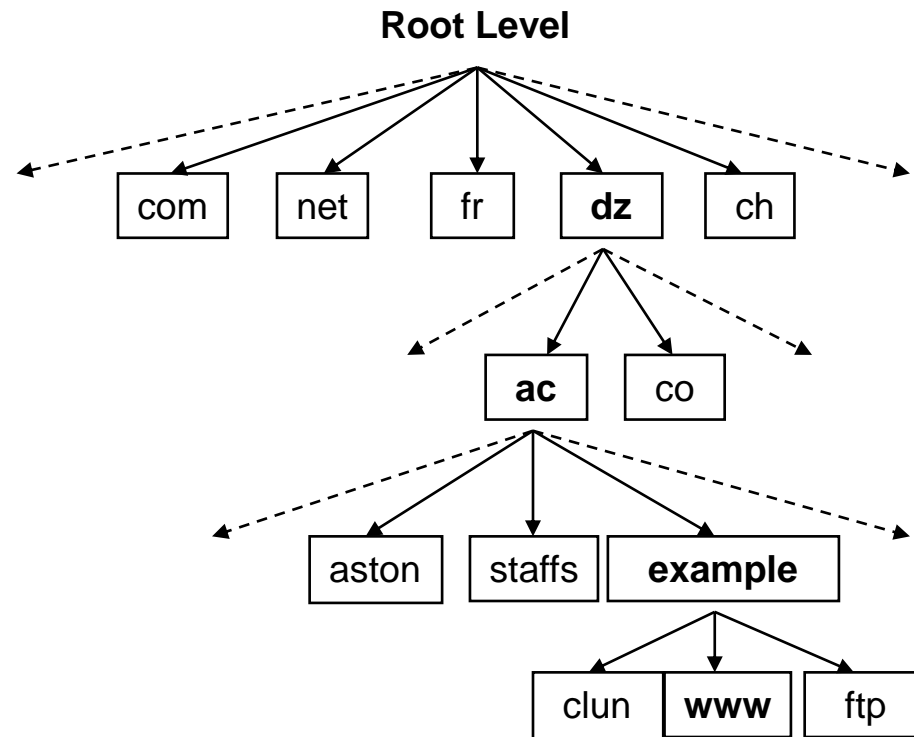 Root Level
com net fr dz ch
ac co
aston staffs example
clun www ftp